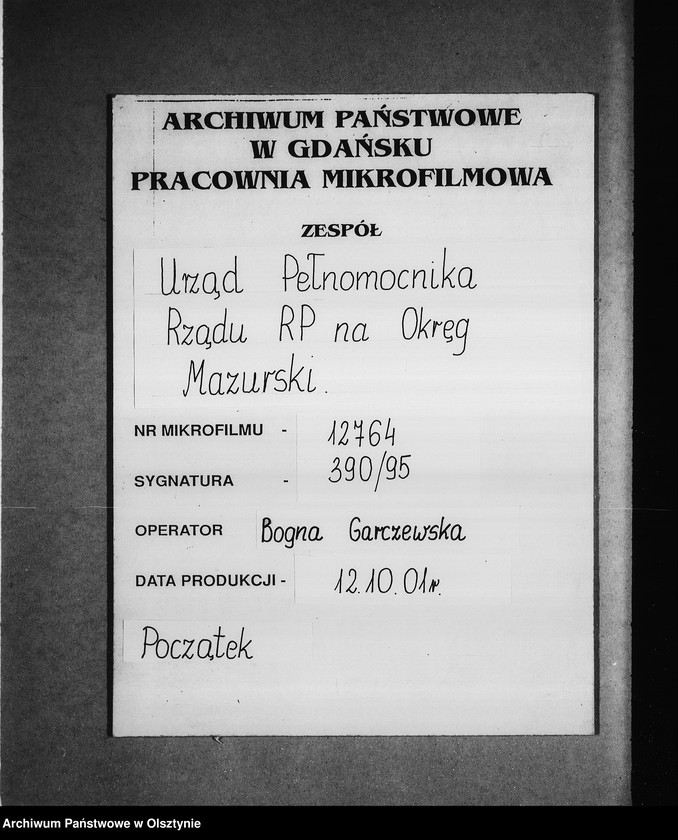 ARCHIWUM PAŃSTWOWE
W GDAŃSKU
PRACOWNIA MIKROFILMOWA
ZESPÓŁ
Urząd Pełnomocnika
Rządu RP na Okręg
Mazurski.
NR MIKROFILMU - 12764
SYGNATURA - 390/95
OPERATOR Bogna Garczewska
DATA PRODUKCJI - 12.10.01r.
Początek
Archiwum Państwowe w Olsztynie